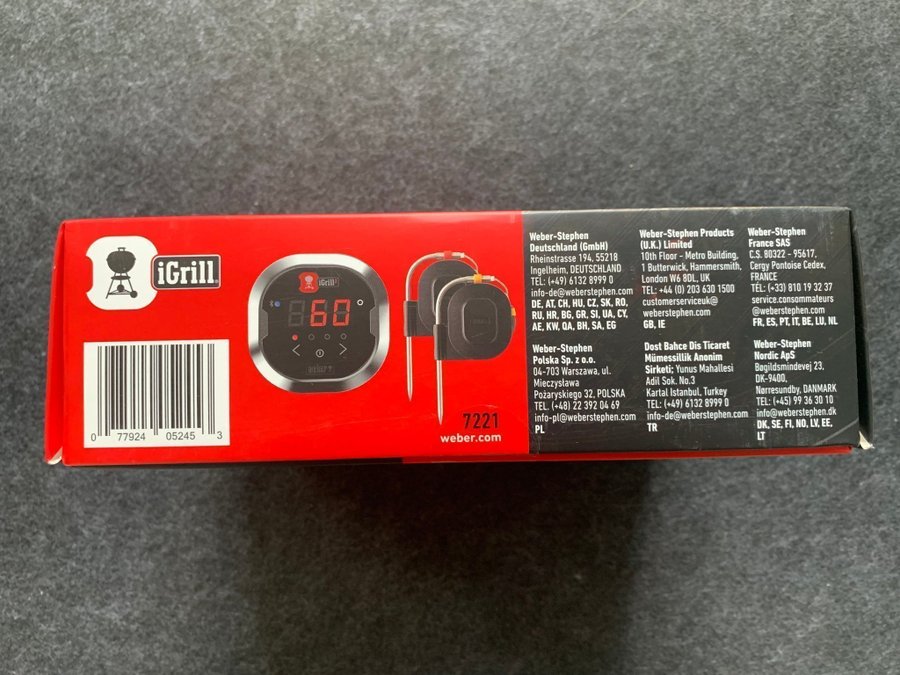 iGrill
iGrill²
60
weber
0 77924 05245 3
7221
weber.com
Weber-Stephen
Deutschland (GmbH)
Rheinstrasse 194, 55218
Ingelheim, DEUTSCHLAND
TEL: (+49) 6132 8999 0
info-de@weberstephen.com
DE, AT, CH, HU, CZ, SK, RO,
RU, HR, BG, GR, SI, UA, CY,
AE, KW, QA, BH, SA, EG
Weber-Stephen Products
(U.K.) Limited
10th Floor - Metro Building,
1 Butterwick, Hammersmith,
London W6 8DL, UK
TEL: +44 (0) 203 630 1500
customerserviceuk@
weberstephen.com
GB, IE
Weber-Stephen
France SAS
C.S. 80322 - 95617,
Cergy Pontoise Cedex,
FRANCE
TÉL: (+33) 810 19 32 37
service.consommateurs
@weberstephen.com
FR, ES, PT, IT, BE, LU, NL
Weber-Stephen
Polska Sp. z o.o.
04-703 Warszawa, ul.
Mieczysława
Pożaryskiego 32, POLSKA
TEL. (+48) 22 392 04 69
info-pl@weberstephen.com
PL
Dost Bahce Dis Ticaret
Mümessillik Anonim
Sirketi; Yunus Mahallesi
Adil Sok. No.3
Kartal Istanbul, Turkey
TEL: (+49) 6132 8999 0
info-de@weberstephen.com
TR
Weber-Stephen
Nordic ApS
Bøgildsmindevej 23,
DK-9400,
Nørresundby, DANMARK
TEL: (+45) 99 36 30 10
info@weberstephen.dk
DK, SE, FI, NO, LV, EE,
LT